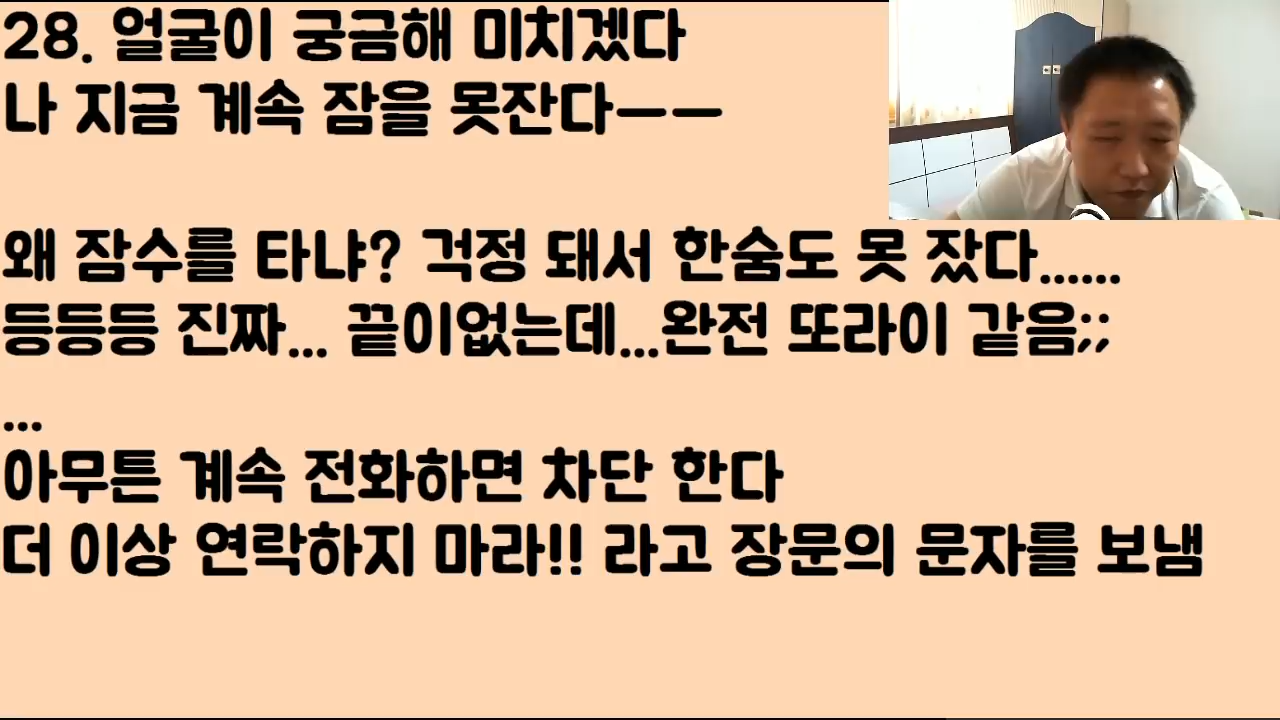 28. 얼굴이 궁금해 미치겠다
나 지금 계속 잠을 못잔다ㅡㅡ
왜 잠수를 타냐? 걱정 돼서 한숨도 못 잤다......
등등등 진짜... 끝이없는데...완전 또라이 같음;;
...
아무튼 계속 전화하면 차단 한다
더 이상 연락하지 마라!! 라고 장문의 문자를 보냄